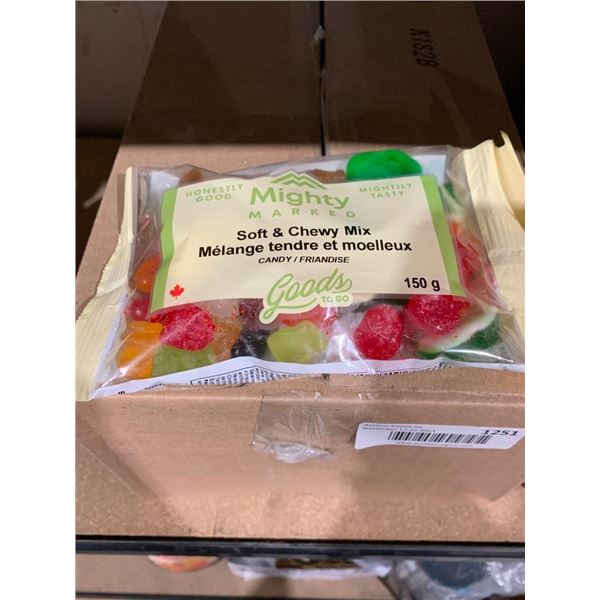 K1828
HONESTLY GOOD
Mighty
MARKED
MIGHTILY TASTY
Soft & Chewy Mix
Mélange tendre et moelleux
CANDY / FRIANDISE
Goods
TO GO
150 g
1251